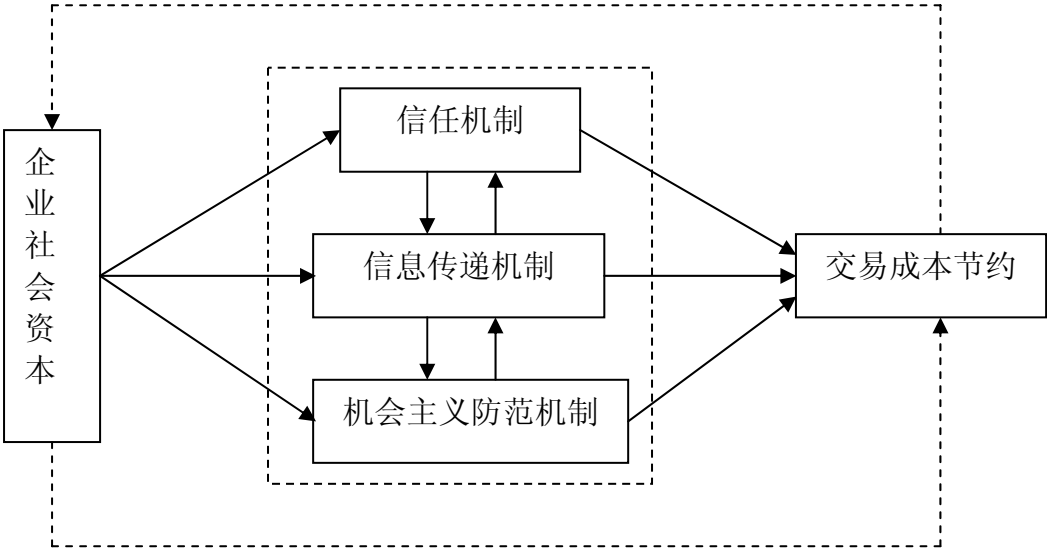 企业社会资本
信任机制
信息传递机制
机会主义防范机制
交易成本节约